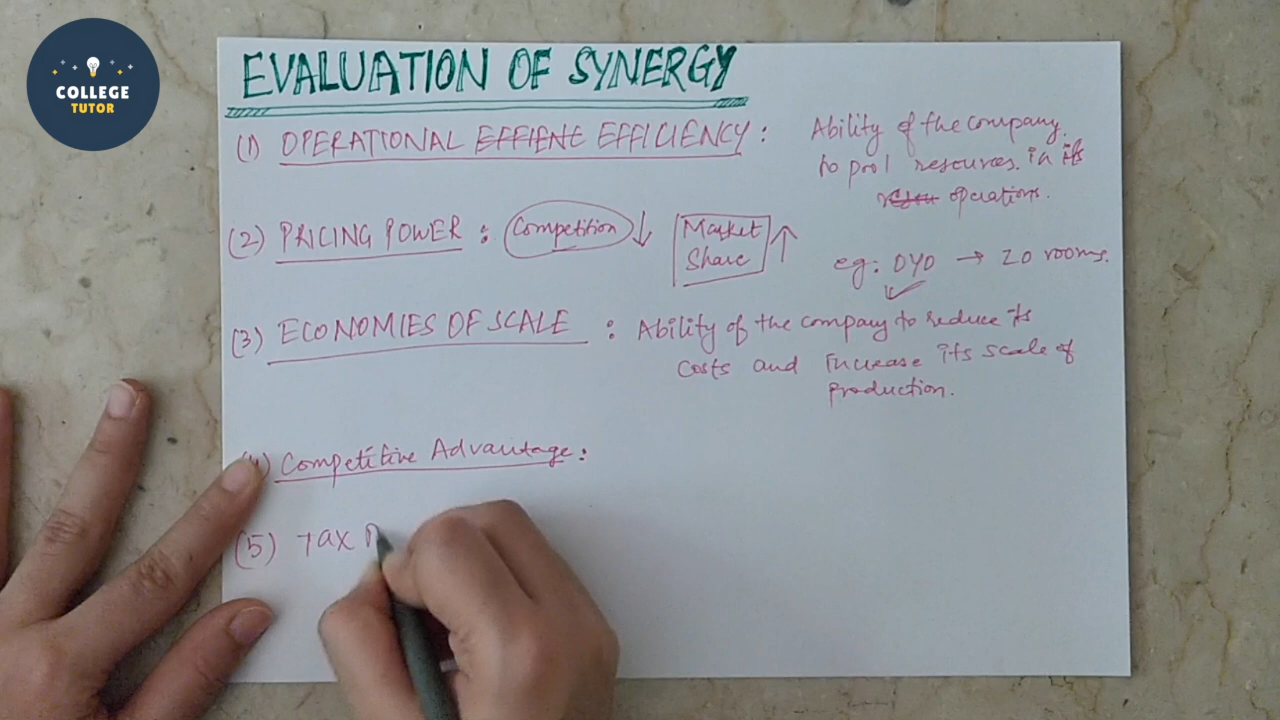 COLLEGE
TUTOR
EVALUATION OF SYNERGY
(1) OPERATIONAL EFFIENT EFFICIENCY :
Ability of the company
to pool resources in its
operations.
(2) PRICING POWER : Competition ↓ Market Share ↑
eg: OYO → ZO rooms.
(3) ECONOMIES OF SCALE : Ability of the company to reduce its
costs and increase its scale of
production.
(4) Competitive Advantage :
(5) Tax